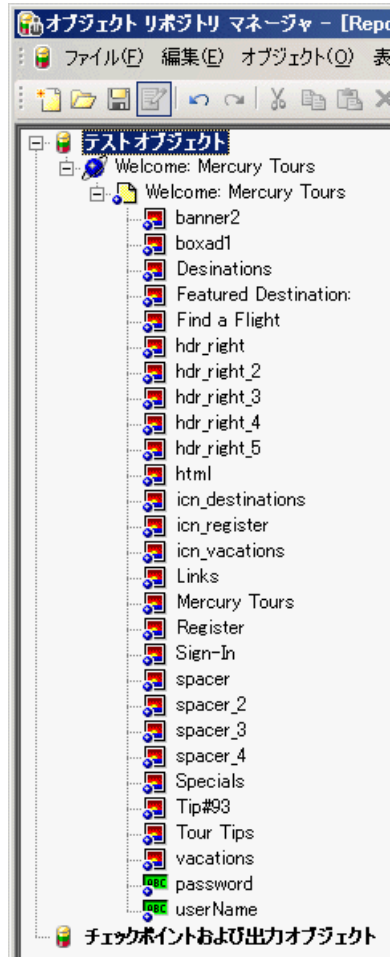 オブジェクト リポジトリ マネージャ - [Repo
ファイル(F) 編集(E) オブジェクト(O) 表
テストオブジェクト
Welcome: Mercury Tours
Welcome: Mercury Tours
banner2
boxad1
Desinations
Featured Destination:
Find a Flight
hdr_right
hdr_right_2
hdr_right_3
hdr_right_4
hdr_right_5
html
icn_destinations
icn_register
icn_vacations
Links
Mercury Tours
Register
Sign-In
spacer
spacer_2
spacer_3
spacer_4
Specials
Tip#93
Tour Tips
vacations
ABC password
ABC userName
チェックポイントおよび出力オブジェクト